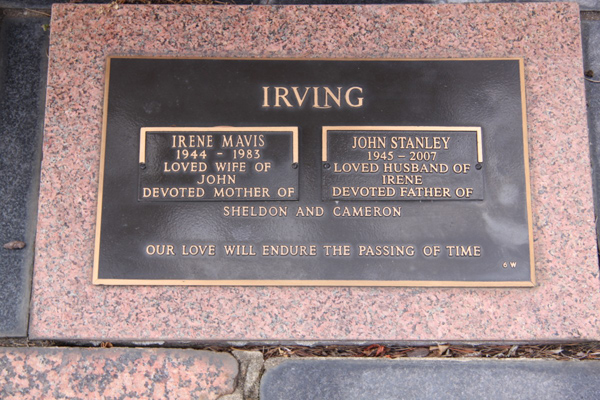 IRVING
IRENE MAVIS
1944 - 1983
LOVED WIFE OF
JOHN
DEVOTED MOTHER OF
JOHN STANLEY
1945 - 2007
LOVED HUSBAND OF
IRENE
DEVOTED FATHER OF
SHELDON AND CAMERON
OUR LOVE WILL ENDURE THE PASSING OF TIME